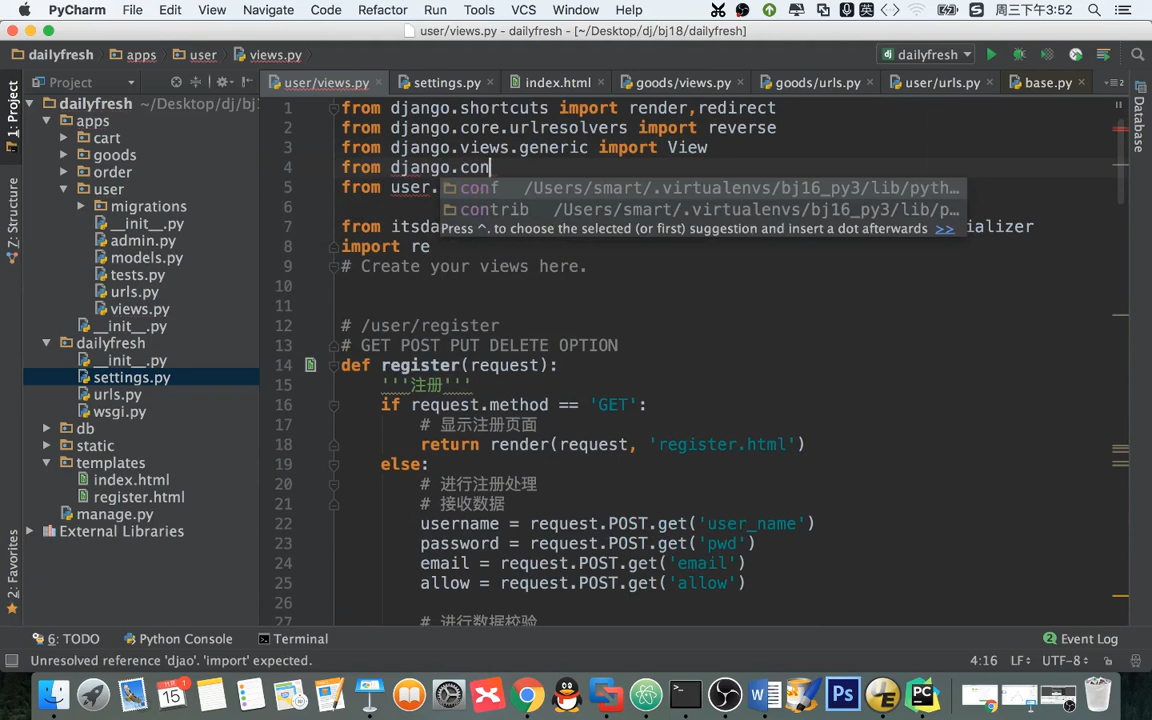 PyCharm File Edit View Navigate Code Refactor Run Tools VCS Window Help 周三下午3:52
user/views.py - dailyfresh - [~/Desktop/dj/bj18/dailyfresh]
dailyfresh apps user views.py dailyfresh
Project user/views.py settings.py index.html goods/views.py goods/urls.py user/urls.py base.py
1: Project
7: Structure
2: Favorites
Database
dailyfresh ~/Desktop/dj/bj
apps
cart
goods
order
user
migrations
__init__.py
admin.py
models.py
tests.py
urls.py
views.py
__init__.py
dailyfresh
__init__.py
settings.py
urls.py
wsgi.py
db
static
templates
index.html
register.html
manage.py
External Libraries
1 from django.shortcuts import render,redirect
2 from django.core.urlresolvers import reverse
3 from django.views.generic import View
4 from django.con
conf /Users/smart/.virtualenvs/bj16_py3/lib/pyth…
5 from user.
contrib /Users/smart/.virtualenvs/bj16_py3/lib/p…
6
Press ^. to choose the selected (or first) suggestion and insert a dot afterwards >>
7 from itsda ializer
8 import re
9 # Create your views here.
10
11
12 # /user/register
13 # GET POST PUT DELETE OPTION
14 def register(request):
15 '''注册'''
16 if request.method == 'GET':
17 # 显示注册页面
18 return render(request, 'register.html')
19 else:
20 # 进行注册处理
21 # 接收数据
22 username = request.POST.get('user_name')
23 password = request.POST.get('pwd')
24 email = request.POST.get('email')
25 allow = request.POST.get('allow')
26
27 # 进行数据校验
6: TODO Python Console Terminal Event Log
Unresolved reference 'djao'. 'import' expected. 4:16 LF÷ UTF-8÷
15
Ps
PC